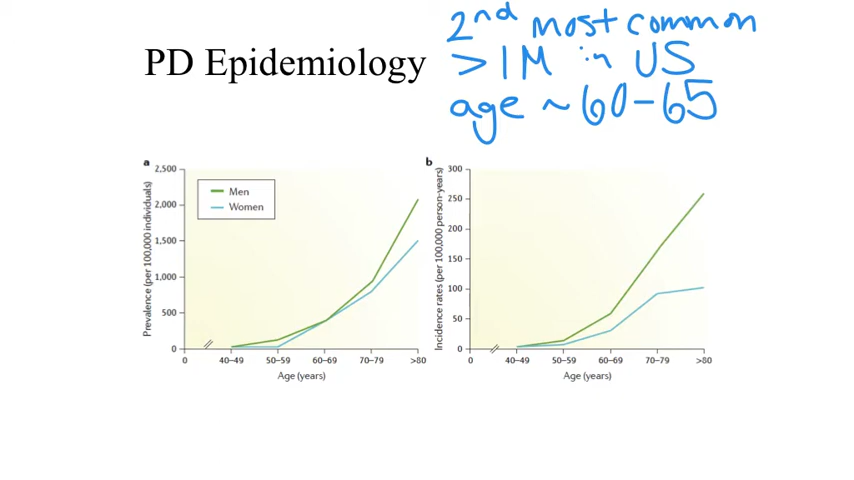 2nd most common
PD Epidemiology
>1M in US
age ~60-65
a
2,500
2,000
1,500
1,000
500
0
Prevalence (per 100,000 individuals)
Men
Women
0 40–49 50–59 60–69 70–79 >80
Age (years)
b
300
250
200
150
100
50
0
Incidence rates (per 100,000 person-years)
0 40–49 50–59 60–69 70–79 >80
Age (years)